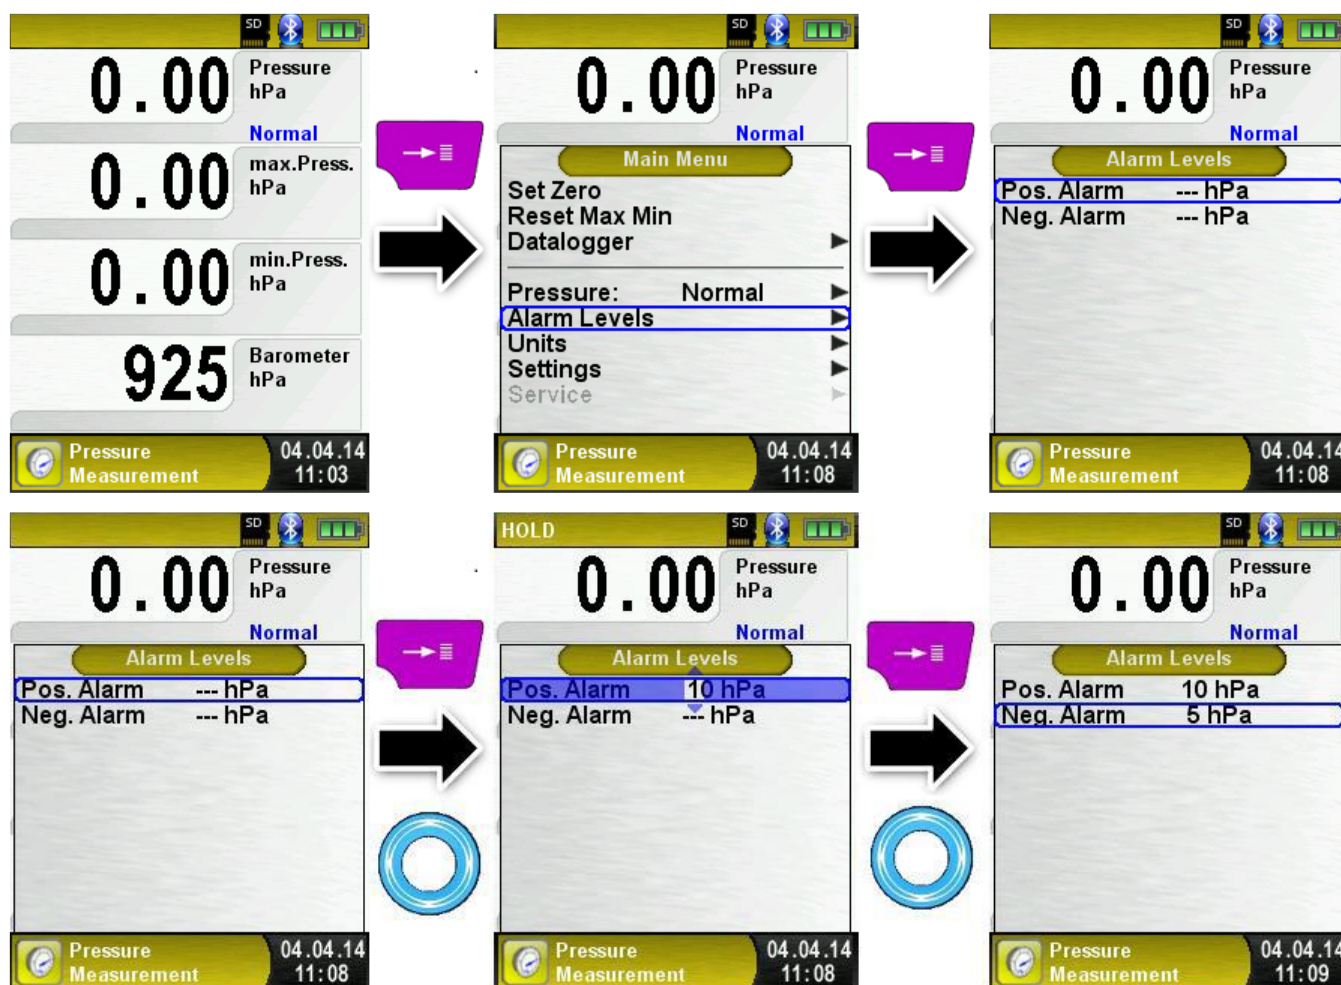 SD
0.00 Pressure
hPa
Normal
0.00 max.Press.
hPa
0.00 min.Press.
hPa
925 Barometer
hPa
Pressure 04.04.14
Measurement 11:03
SD
0.00 Pressure
hPa
Normal
Main Menu
Set Zero
Reset Max Min
Datalogger
Pressure: Normal
Alarm Levels
Units
Settings
Service
Pressure 04.04.14
Measurement 11:08
SD
0.00 Pressure
hPa
Normal
Alarm Levels
Pos. Alarm --- hPa
Neg. Alarm --- hPa
Pressure 04.04.14
Measurement 11:08
SD
0.00 Pressure
hPa
Normal
Alarm Levels
Pos. Alarm --- hPa
Neg. Alarm --- hPa
Pressure 04.04.14
Measurement 11:08
HOLD SD
0.00 Pressure
hPa
Normal
Alarm Levels
Pos. Alarm 10 hPa
Neg. Alarm --- hPa
Pressure 04.04.14
Measurement 11:08
SD
0.00 Pressure
hPa
Normal
Alarm Levels
Pos. Alarm 10 hPa
Neg. Alarm 5 hPa
Pressure 04.04.14
Measurement 11:09